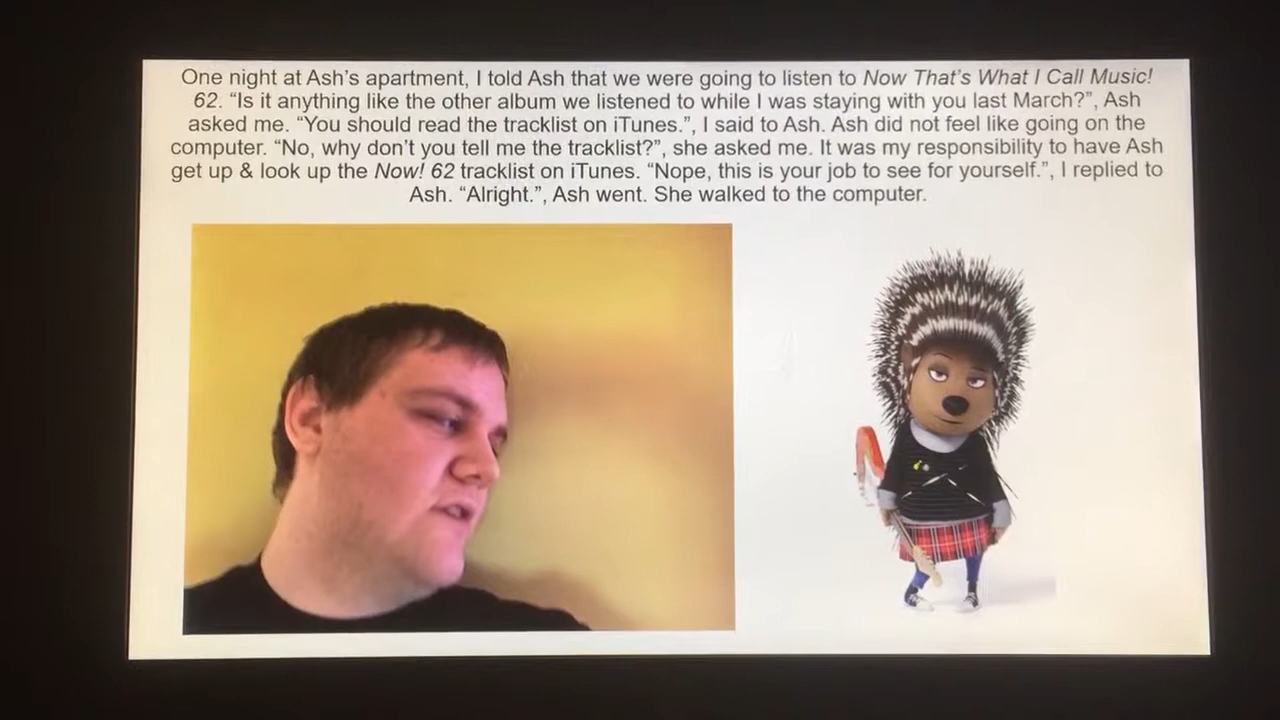 One night at Ash’s apartment, I told Ash that we were going to listen to Now That’s What I Call Music!
62. “Is it anything like the other album we listened to while I was staying with you last March?”, Ash
asked me. “You should read the tracklist on iTunes.”, I said to Ash. Ash did not feel like going on the
computer. “No, why don’t you tell me the tracklist?”, she asked me. It was my responsibility to have Ash
get up & look up the Now! 62 tracklist on iTunes. “Nope, this is your job to see for yourself.”, I replied to
Ash. “Alright.”, Ash went. She walked to the computer.